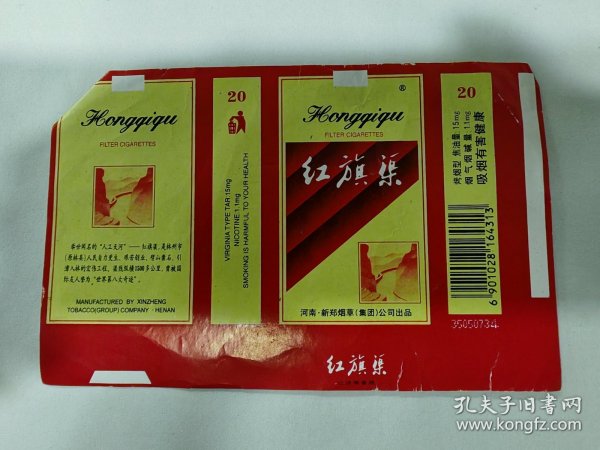 Hongqiqu
FILTER CIGARETTES
举世闻名的“人工天河”——红旗渠，是林州市
(原林县)人民自力更生、艰苦创业、劈山凿石、引
漳入林的宏伟工程。渠线纵横1500多公里，曾被国
际友人誉为“世界第八大奇迹”。
MANUFACTURED BY XINZHENG
TOBACCO(GROUP) COMPANY · HENAN
20
VIRGINIA TYPE TAR:15mg
NICOTINE:1.1mg
SMOKING IS HARMFUL TO YOUR HEALTH
®
Hongqiqu
FILTER CIGARETTES
红旗渠
河南·新郑烟草(集团)公司出品
20
烤烟型 焦油量 15mg
烟气烟碱量 1.1mg
吸烟有害健康
6 901028 164313
35050734
红旗渠
孔夫子旧书网
www.kongfz.com